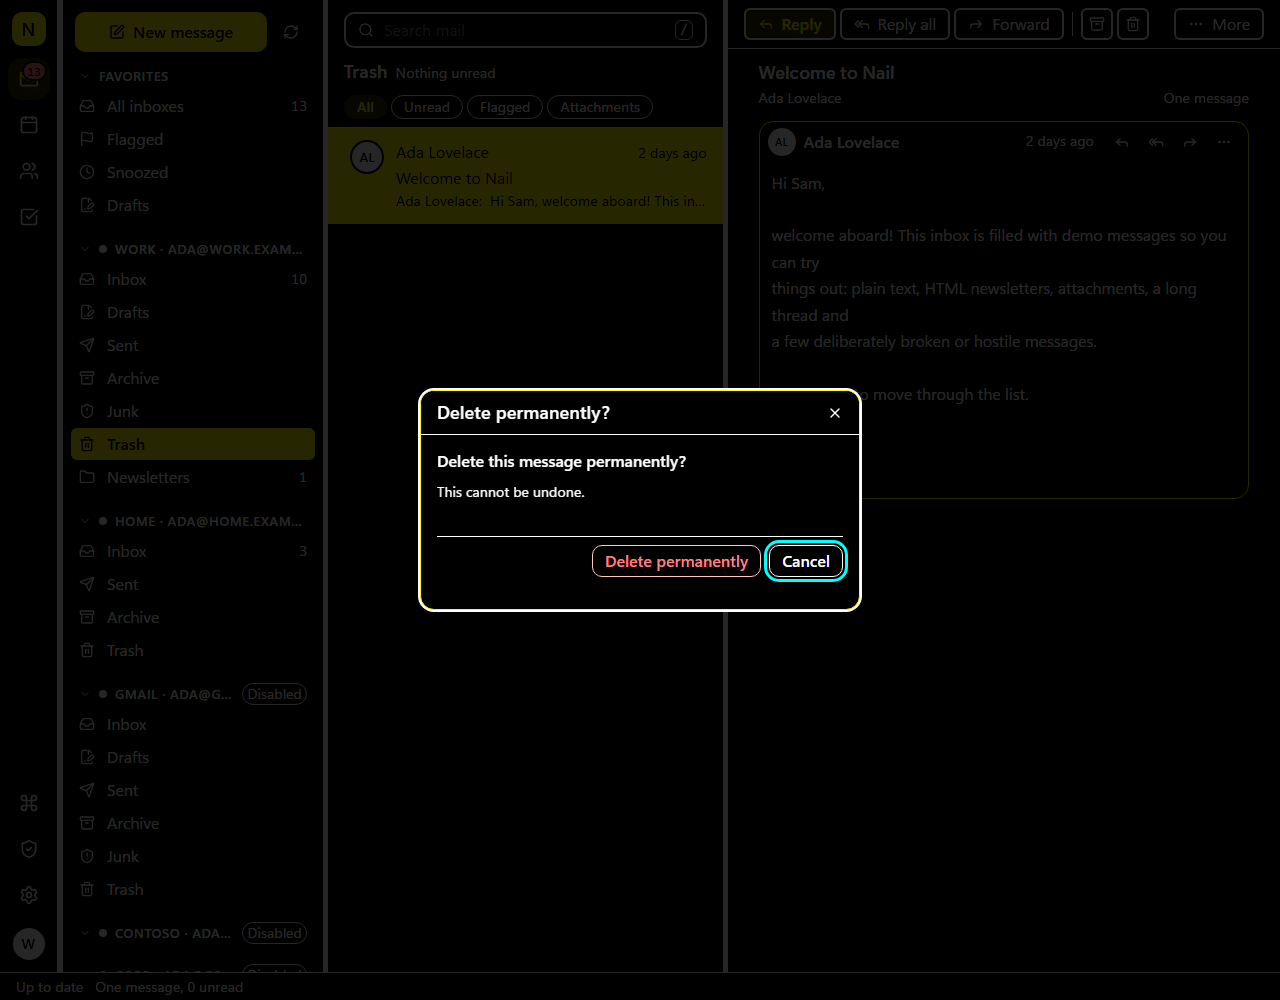 N
New message
13
FAVORITES
All inboxes 13
Flagged
Snoozed
Drafts
WORK · ADA@WORK.EXAM...
Inbox 10
Drafts
Sent
Archive
Junk
Trash
Newsletters 1
HOME · ADA@HOME.EXAM...
Inbox 3
Sent
Archive
Trash
GMAIL · ADA@G... Disabled
Inbox
Drafts
Sent
Archive
Junk
Trash
CONTOSO · ADA... Disabled
W
Search mail /
Trash Nothing unread
All Unread Flagged Attachments
AL Ada Lovelace 2 days ago
Welcome to Nail
Ada Lovelace: Hi Sam, welcome aboard! This in...
Reply Reply all Forward More
Welcome to Nail
Ada Lovelace One message
AL Ada Lovelace 2 days ago
Hi Sam,
welcome aboard! This inbox is filled with demo messages so you
can try
things out: plain text, HTML newsletters, attachments, a long
thread and
a few deliberately broken or hostile messages.
move through the list.
Delete permanently?
Delete this message permanently?
This cannot be undone.
Delete permanently Cancel
Up to date One message, 0 unread